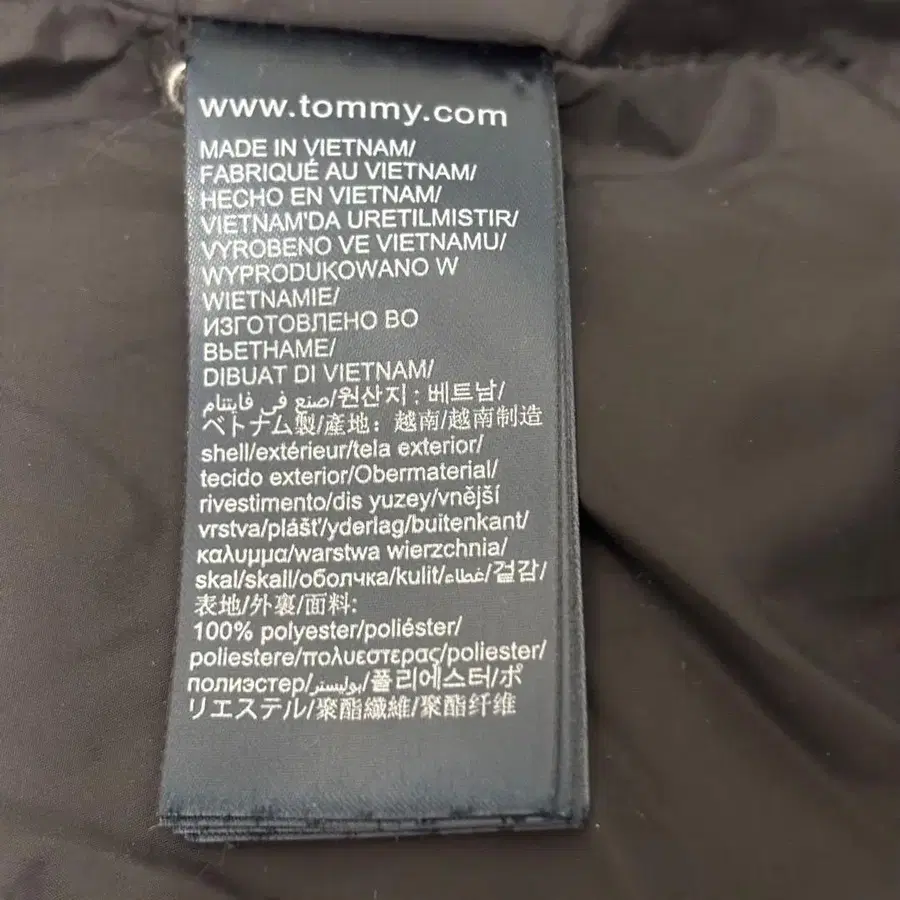 www.tommy.com
MADE IN VIETNAM/
FABRIQUÉ AU VIETNAM/
HECHO EN VIETNAM/
VIETNAM'DA URETILMISTIR/
VYROBENO VE VIETNAMU/
WYPRODUKOWANO W
WIETNAMIE/
ИЗГОТОВЛЕНО ВО
ВЬЕТНАМЕ/
DIBUAT DI VIETNAM/
صنع في فايتنام/원산지 : 베트남/
ベトナム製/產地：越南/越南制造
shell/extérieur/tela exterior/
tecido exterior/Obermaterial/
rivestimento/dis yuzey/vnější
vrstva/plášť/yderlag/buitenkant/
καλυμμα/warstwa wierzchnia/
skal/skall/оболчка/kulit/غطاء/겉감/
表地/外裏/面料:
100% polyester/poliéster/
poliestere/πολυεστερας/poliester/
полиэстер/بوليستر/폴리에스터/ポ
リエステル/聚酯纖維/聚酯纤维